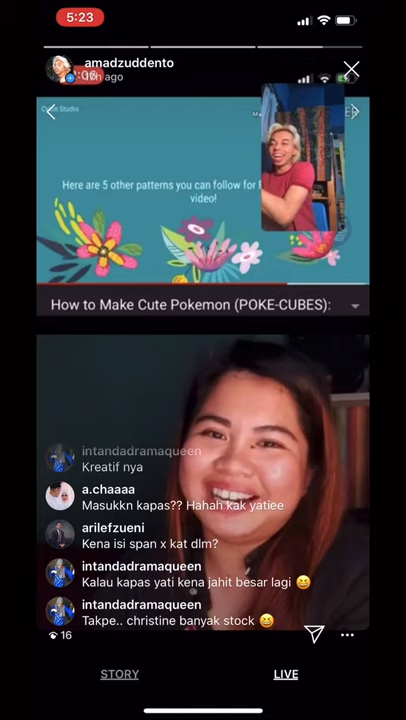 5:23
amadzuddento
17h ago
Here are 5 other patterns you can follow for
video!
How to Make Cute Pokemon (POKE-CUBES):
intandadramaqueen
Kreatif nya
a.chaaaa
Masukkn kapas?? Hahah kak yatiee
arilefzueni
Kena isi span x kat dlm?
intandadramaqueen
Kalau kapas yati kena jahit besar lagi 😆
intandadramaqueen
Takpe.. christine banyak stock 😆
16
STORY
LIVE